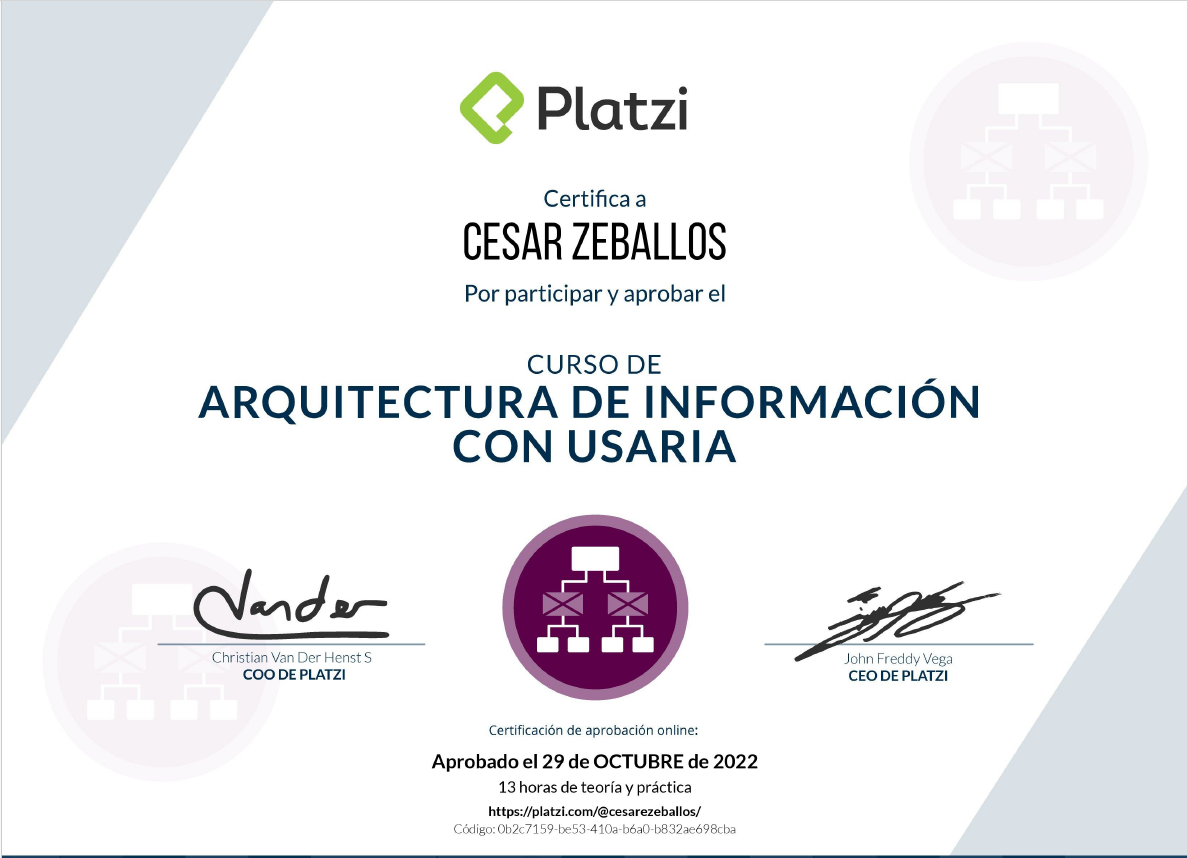 Platzi
Certifica a
CESAR ZEBALLOS
Por participar y aprobar el
CURSO DE
ARQUITECTURA DE INFORMACIÓN
CON USARIA
Vander
Christian Van Der Henst S
COO DE PLATZI
John Freddy Vega
CEO DE PLATZI
Certificación de aprobación online:
Aprobado el 29 de OCTUBRE de 2022
13 horas de teoría y práctica
https://platzi.com/@cesarezeballos/
Código: 0b2c7159-be53-410a-b6a0-b832ae698cba